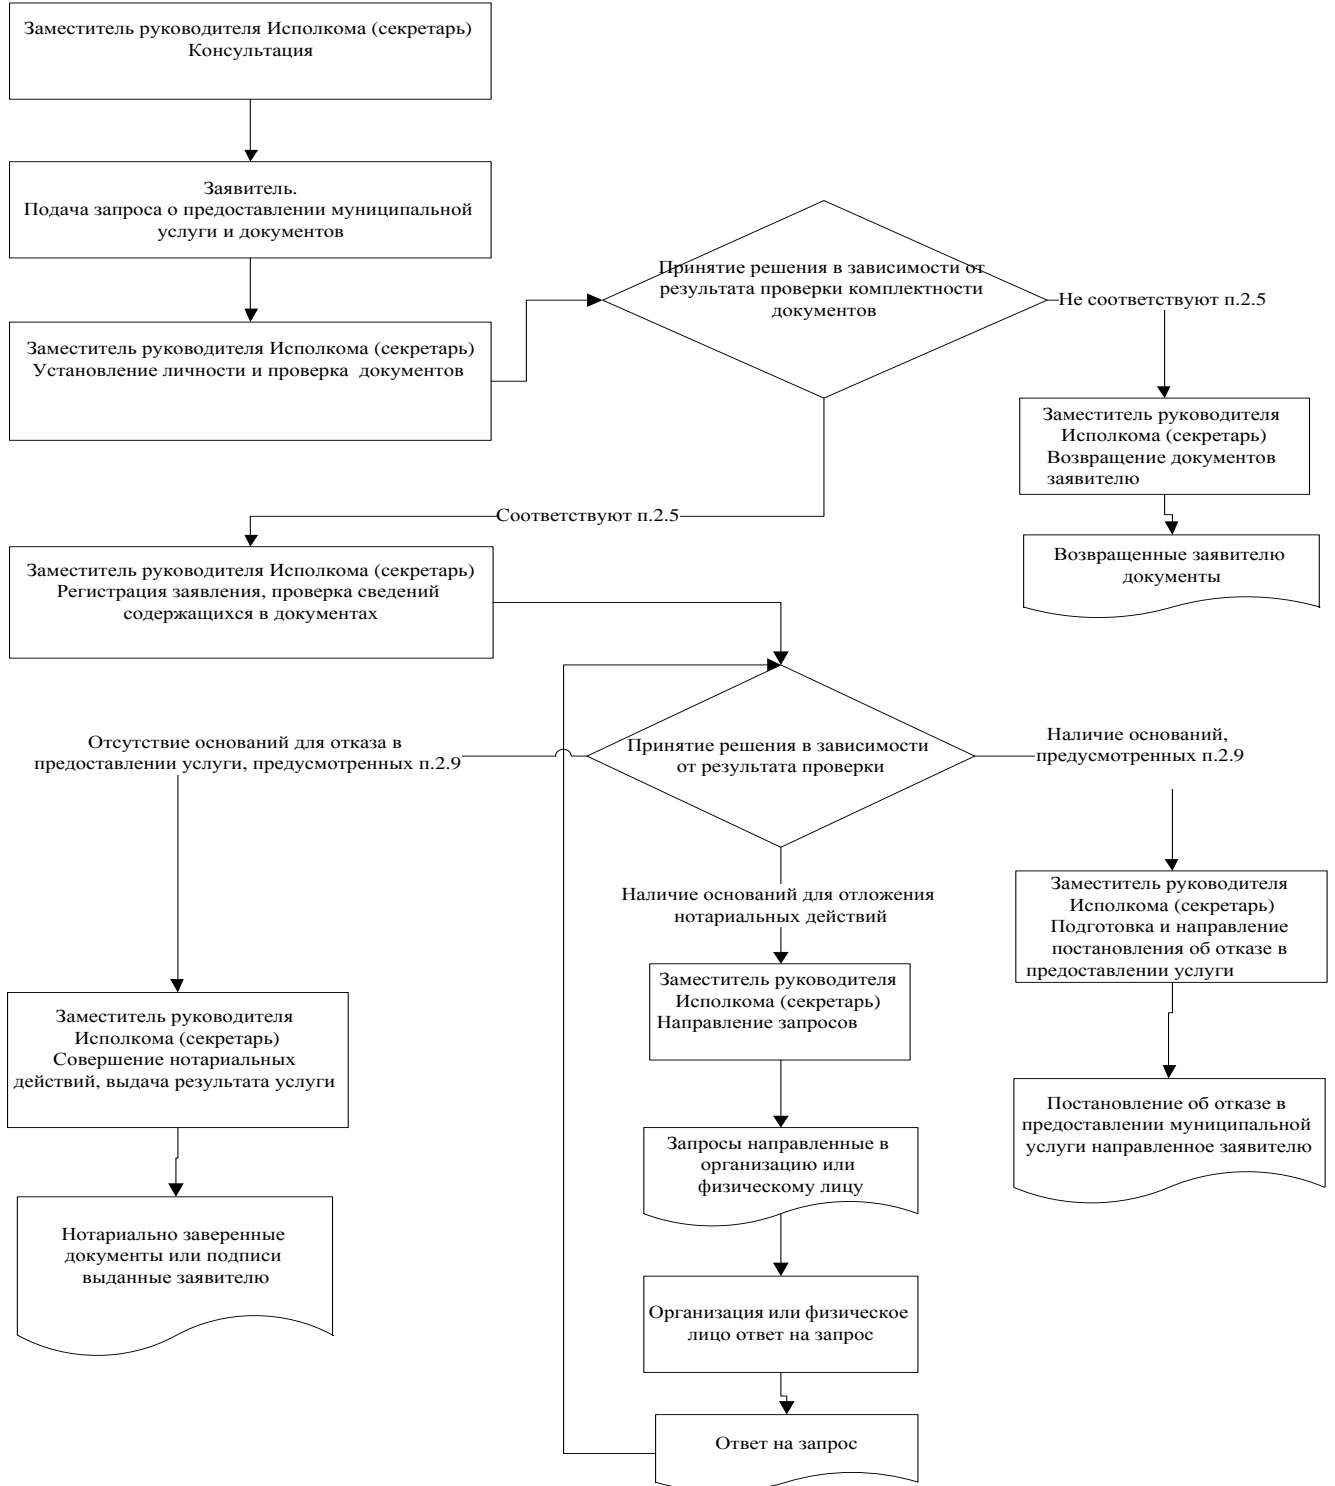 Заместитель руководителя Исполкома (секретарь)
Консультация
Заявитель.
Подача запроса о предоставлении муниципальной
услуги и документов
Принятие решения в зависимости от
результата проверки комплектности
документов
Не соответствуют п.2.5
Заместитель руководителя Исполкома (секретарь)
Установление личности и проверка документов
Заместитель руководителя
Исполкома (секретарь)
Возвращение документов
заявителю
Соответствуют п.2.5
Возвращенные заявителю
документы
Заместитель руководителя Исполкома (секретарь)
Регистрация заявления, проверка сведений
содержащихся в документах
Отсутствие оснований для отказа в
предоставлении услуги, предусмотренных п.2.9
Принятие решения в зависимости
от результата проверки
Наличие оснований,
предусмотренных п.2.9
Наличие оснований для отложения
нотариальных действий
Заместитель руководителя
Исполкома (секретарь)
Подготовка и направление
постановления об отказе в
предоставлении услуги
Заместитель руководителя
Исполкома (секретарь)
Направление запросов
Заместитель руководителя
Исполкома (секретарь)
Совершение нотариальных
действий, выдача результата услуги
Постановление об отказе в
предоставлении муниципальной
услуги направленное заявителю
Запросы направленные в
организацию или
физическому лицу
Нотариально заверенные
документы или подписи
выданные заявителю
Организация или физическое
лицо ответ на запрос
Ответ на запрос